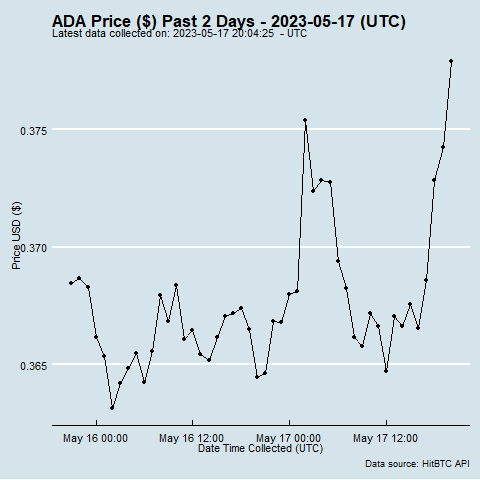 ADA Price ($) Past 2 Days - 2023-05-17 (UTC)
Latest data collected on: 2023-05-17 20:04:25 - UTC
0.375
0.370
0.365
Price USD ($)
May 16 00:00
May 16 12:00
May 17 00:00
May 17 12:00
Date Time Collected (UTC)
Data source: HitBTC API